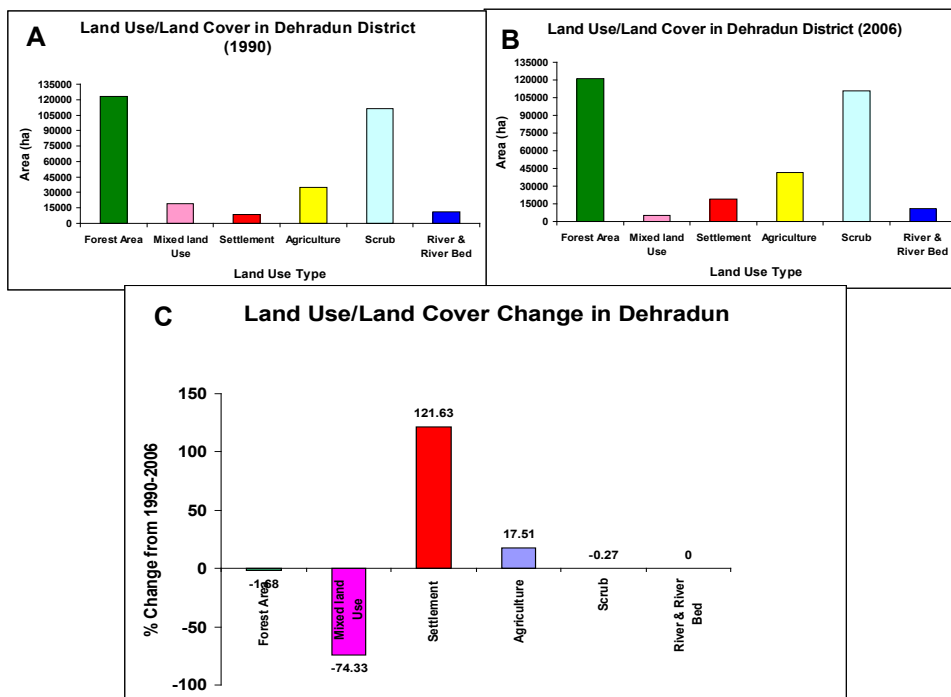 A
Land Use/Land Cover in Dehradun District
(1990)
Area (ha)
135000
120000
105000
90000
75000
60000
45000
30000
15000
0
Forest Area
Mixed land
Use
Settlement
Agriculture
Scrub
River &
River Bed
Land Use Type
B
Land Use/Land Cover in Dehradun District (2006)
Area (ha)
135000
120000
105000
90000
75000
60000
45000
30000
15000
0
Forest Area
Mixed land
Use
Settlement
Agriculture
Scrub
River &
River Bed
Land Use Type
C
Land Use/Land Cover Change in Dehradun
% Change from 1990-2006
150
100
50
0
-50
-100
-1.68
-74.33
121.63
17.51
-0.27
0
Forest Area
Mixed land
Use
Settlement
Agriculture
Scrub
River & River
Bed